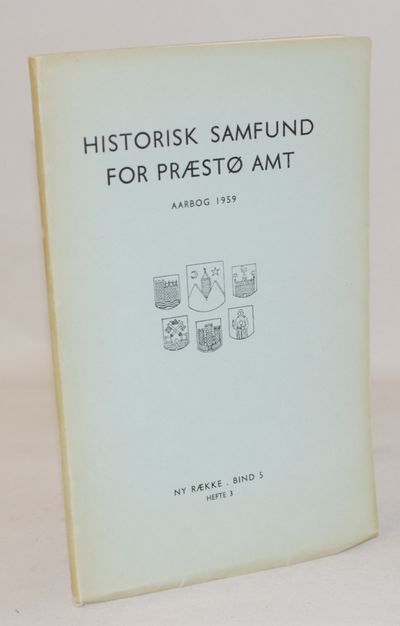 HISTORISK SAMFUND
FOR PRÆSTØ AMT
AARBOG 1959
NY RÆKKE . BIND 5
HEFTE 3